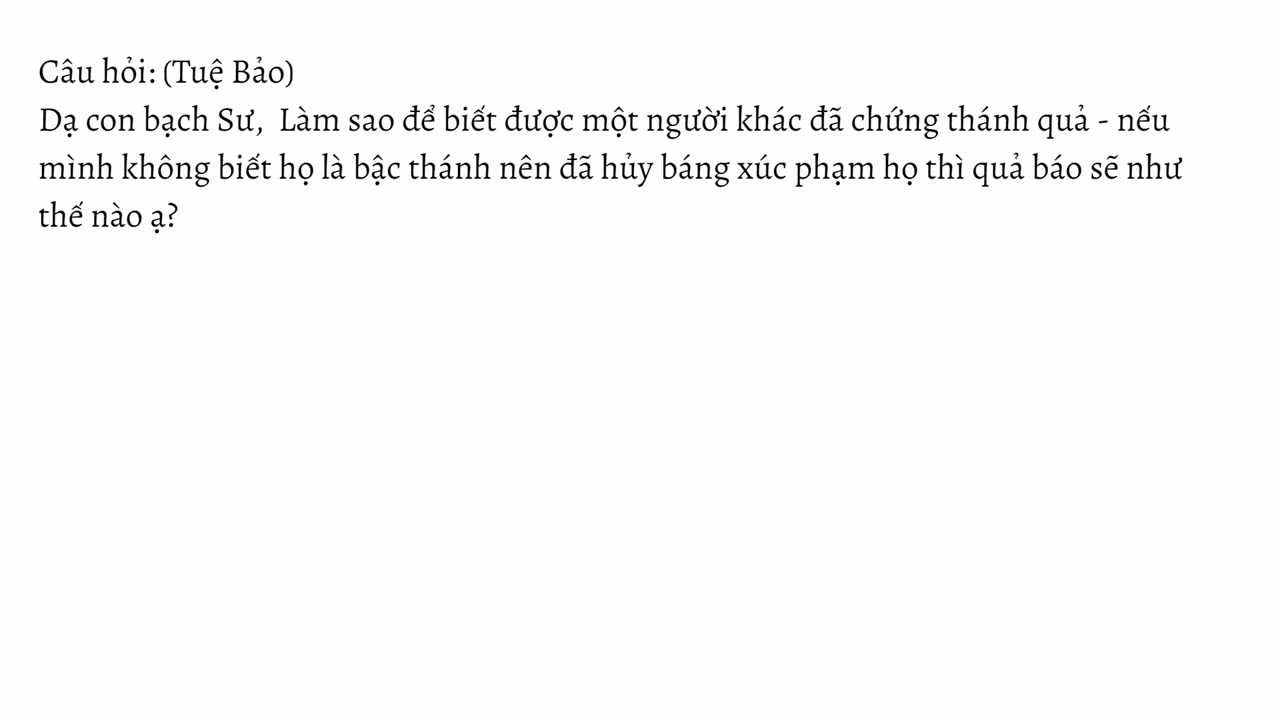 Câu hỏi: (Tuệ Bảo)
Dạ con bạch Sư,  Làm sao để biết được một người khác đã chứng thánh quả - nếu
mình không biết họ là bậc thánh nên đã hủy báng xúc phạm họ thì quả báo sẽ như
thế nào ạ?